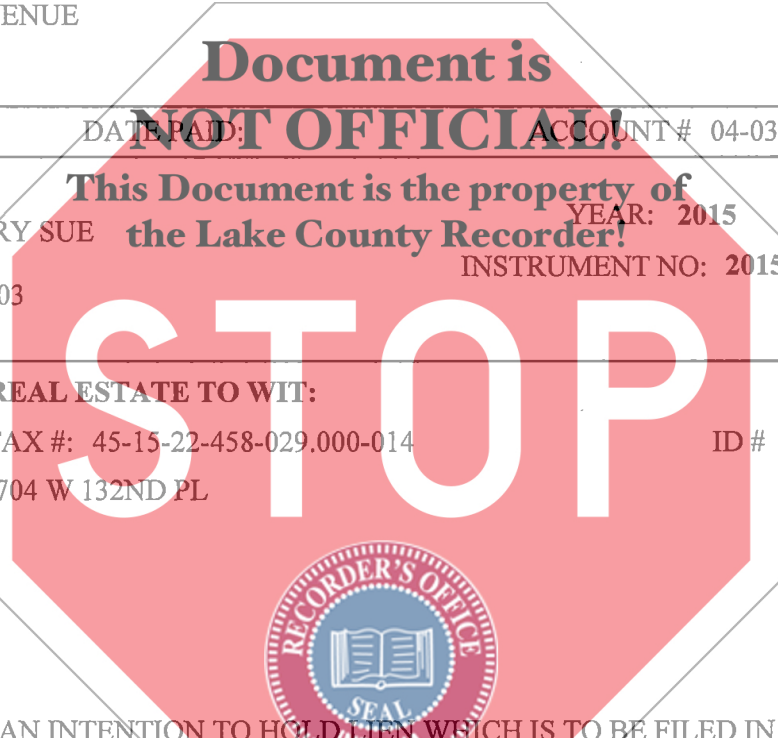 ENUE
Document is
NOT OFFICIAL!
DATE PAID: ACCOUNT # 04-03
This Document is the property of
YEAR: 2015
RY SUE the Lake County Recorder!
INSTRUMENT NO: 2015
03
STOP
REAL ESTATE TO WIT:
TAX #: 45-15-22-458-029.000-014 ID #
704 W 132ND PL
RECORDER'S OFFICE
SEAL
AN INTENTION TO HOLD LIEN WHICH IS TO BE FILED IN